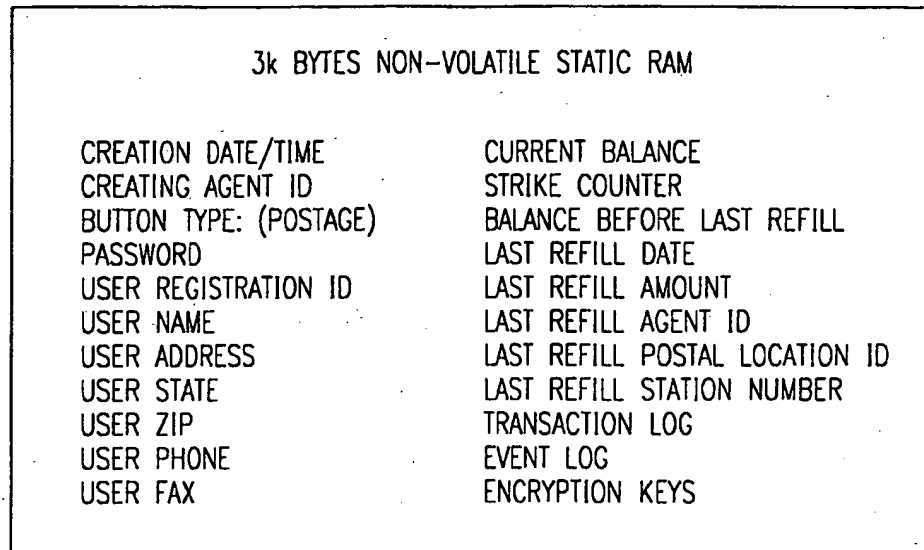 3k BYTES NON-VOLATILE STATIC RAM
CREATION DATE/TIME
CREATING AGENT ID
BUTTON TYPE: (POSTAGE)
PASSWORD
USER REGISTRATION ID
USER NAME
USER ADDRESS
USER STATE
USER ZIP
USER PHONE
USER FAX
CURRENT BALANCE
STRIKE COUNTER
BALANCE BEFORE LAST REFILL
LAST REFILL DATE
LAST REFILL AMOUNT
LAST REFILL AGENT ID
LAST REFILL POSTAL LOCATION ID
LAST REFILL STATION NUMBER
TRANSACTION LOG
EVENT LOG
ENCRYPTION KEYS